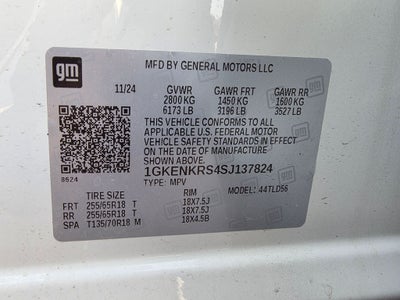 gm
MFD BY GENERAL MOTORS LLC
11/24 GVWR GAWR FRT GAWR RR
2800 KG 1450 KG 1600 KG
6173 LB 3196 LB 3527 LB
THIS VEHICLE CONFORMS TO ALL
APPLICABLE U.S. FEDERAL MOTOR
VEHICLE SAFETY STANDARDS IN
EFFECT ON THE DATE OF
MANUFACTURE SHOWN ABOVE.
1GKENKRS4SJ137824
8624 TYPE: MPV MODEL: 44TLD56
TIRE SIZE RIM
FRT 255/65R18 T 18X7.5J
RR 255/65R18 T 18X7.5J
SPA T135/70R18 M 18X4.5B